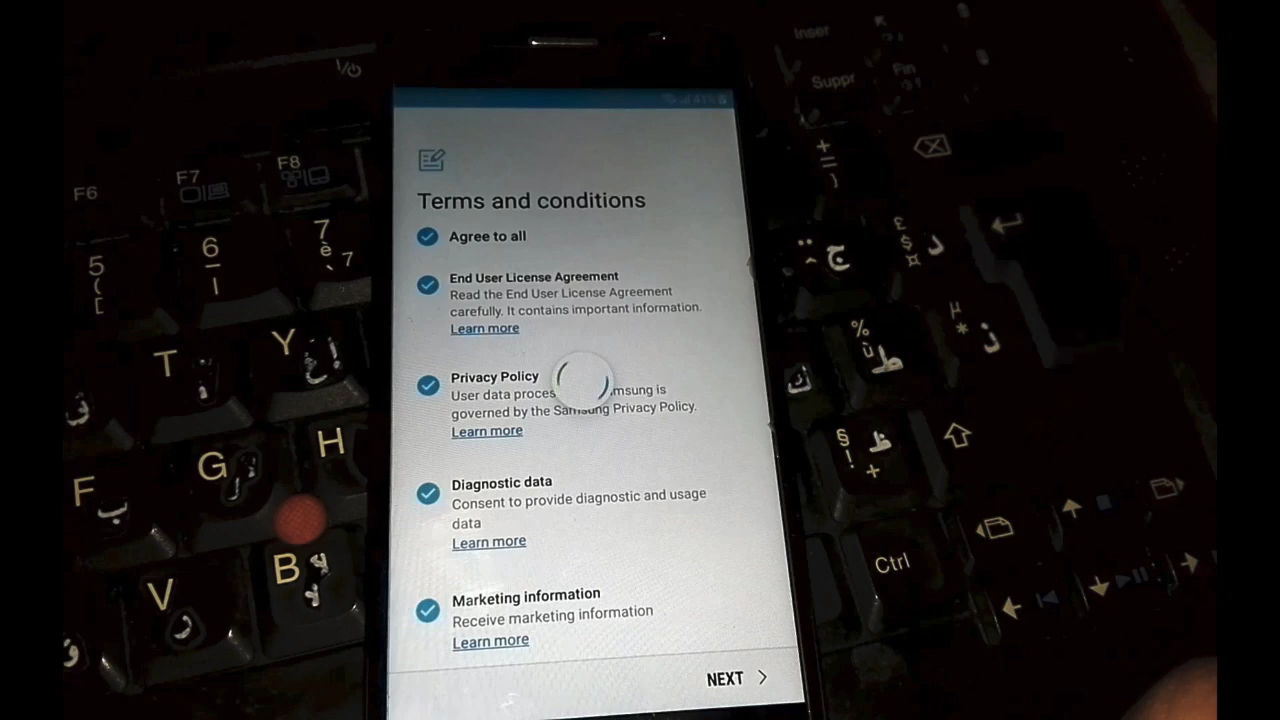 41%
Terms and conditions
Agree to all
End User License Agreement
Read the End User License Agreement
carefully. It contains important information.
Learn more
Privacy Policy
User data proces msung is
governed by the Samsung Privacy Policy.
Learn more
Diagnostic data
Consent to provide diagnostic and usage
data
Learn more
Marketing information
Receive marketing information
Learn more
NEXT
F6
F7
F8
5
(
[
6
7
è
7
T
Y
F
ب
G
H
V
B
Inser
Suppr
Fin
+
=
)
¨
^
ج
£
$
¤
د
%
ù
ط
µ
*
ذ
ك
§
!
ظ
+
Ctrl